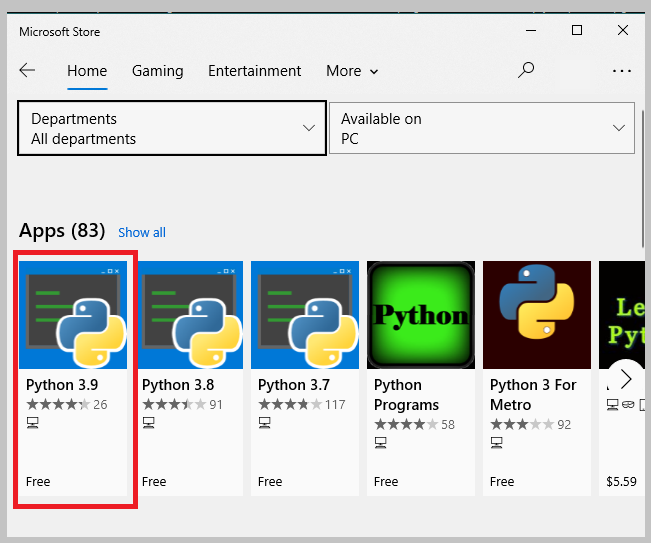 Microsoft Store
Home Gaming Entertainment More
Departments
All departments
Available on
PC
Apps (83) Show all
Python
Le
Pyt
Python 3.9
26
Free
Python 3.8
91
Free
Python 3.7
117
Free
Python
Programs
58
Free
Python 3 For
Metro
92
Free
$5.59